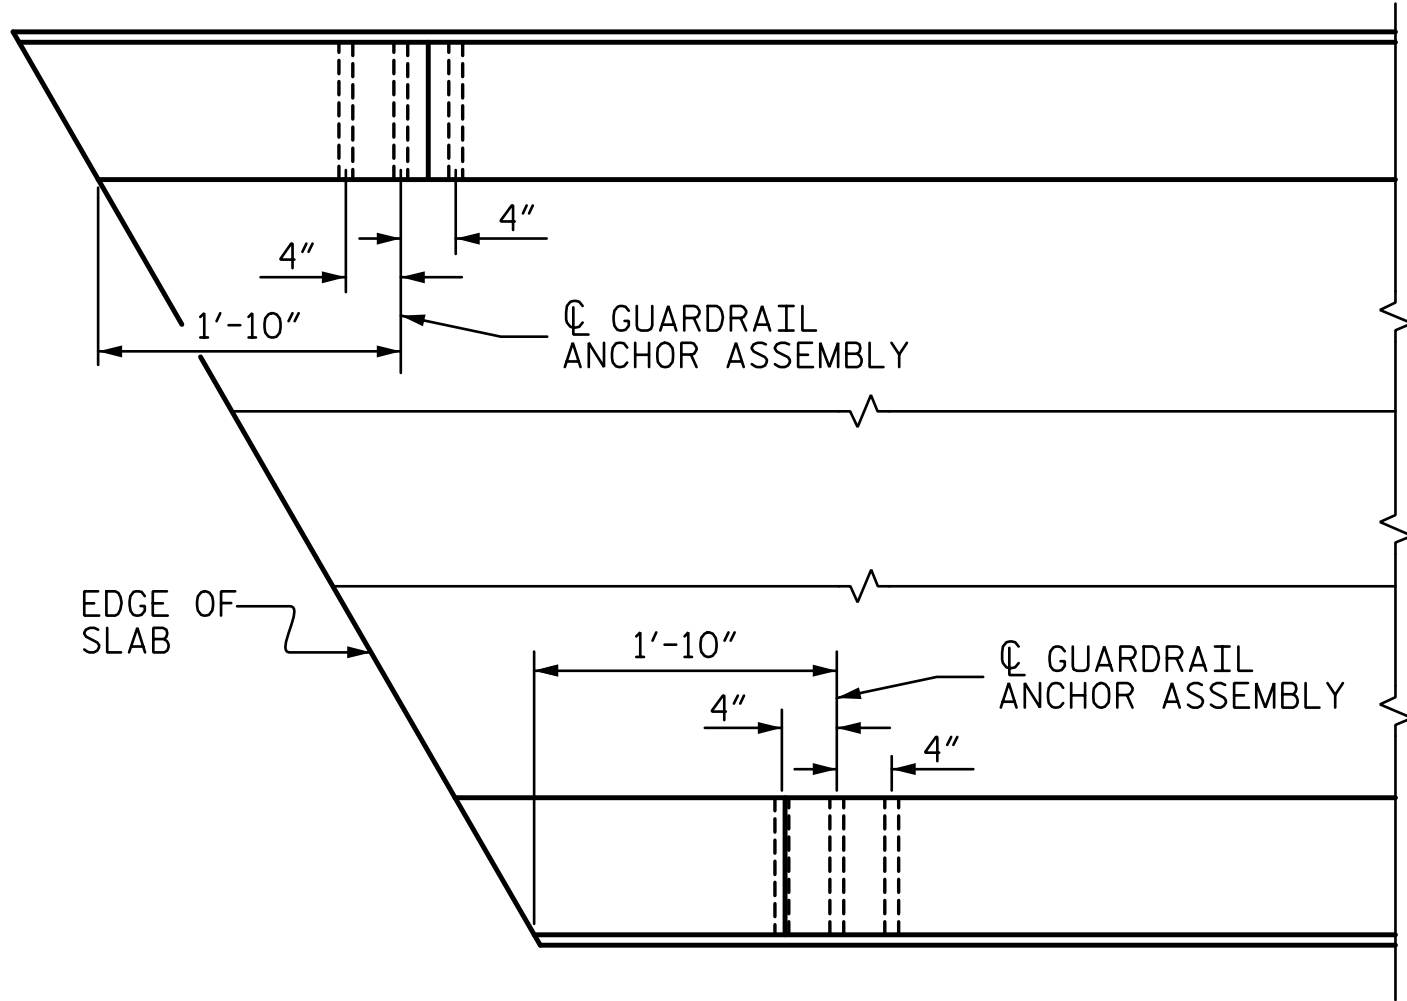 4"
4"
1'-10"
℄ GUARDRAIL
ANCHOR ASSEMBLY
EDGE OF
SLAB
1'-10"
℄ GUARDRAIL
ANCHOR ASSEMBLY
4"
4"